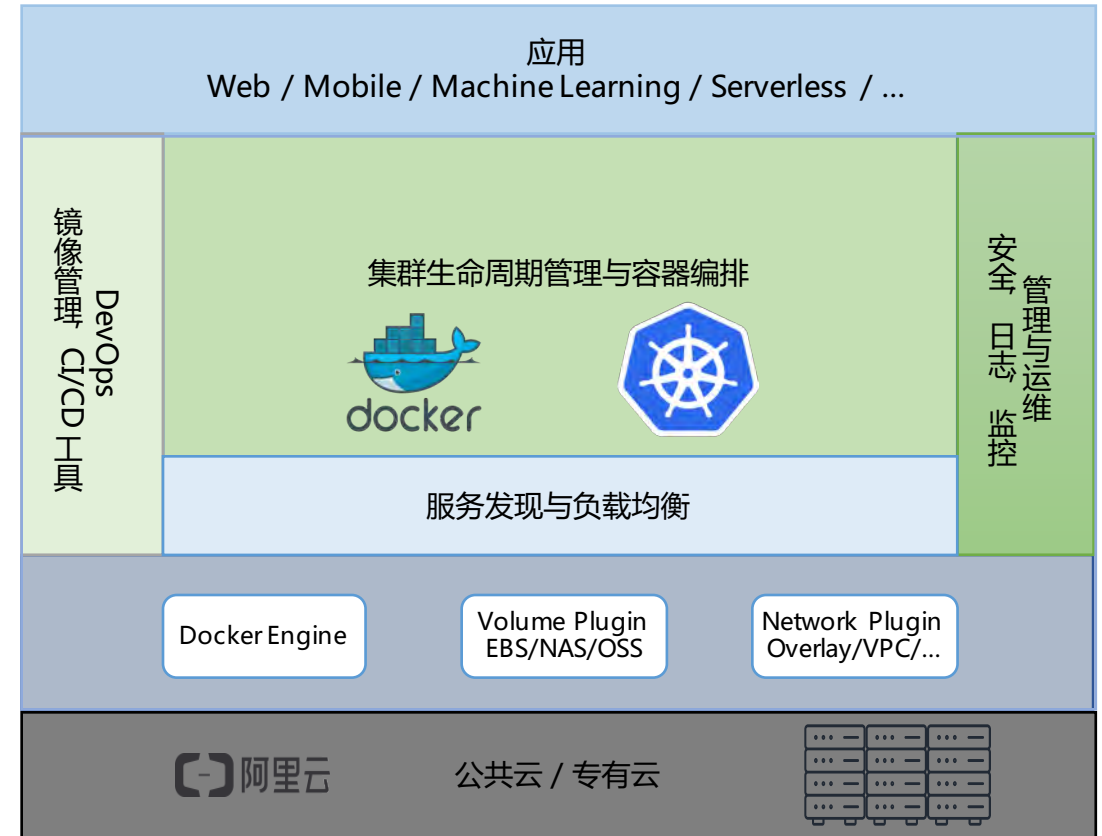 应用
Web / Mobile / Machine Learning / Serverless / ...
DevOps
镜像管理, CI/CD 工具
集群生命周期管理与容器编排
docker
服务发现与负载均衡
管理与运维
安全, 日志, 监控
Docker Engine
Volume Plugin
EBS/NAS/OSS
Network Plugin
Overlay/VPC/...
阿里云
公共云 / 专有云